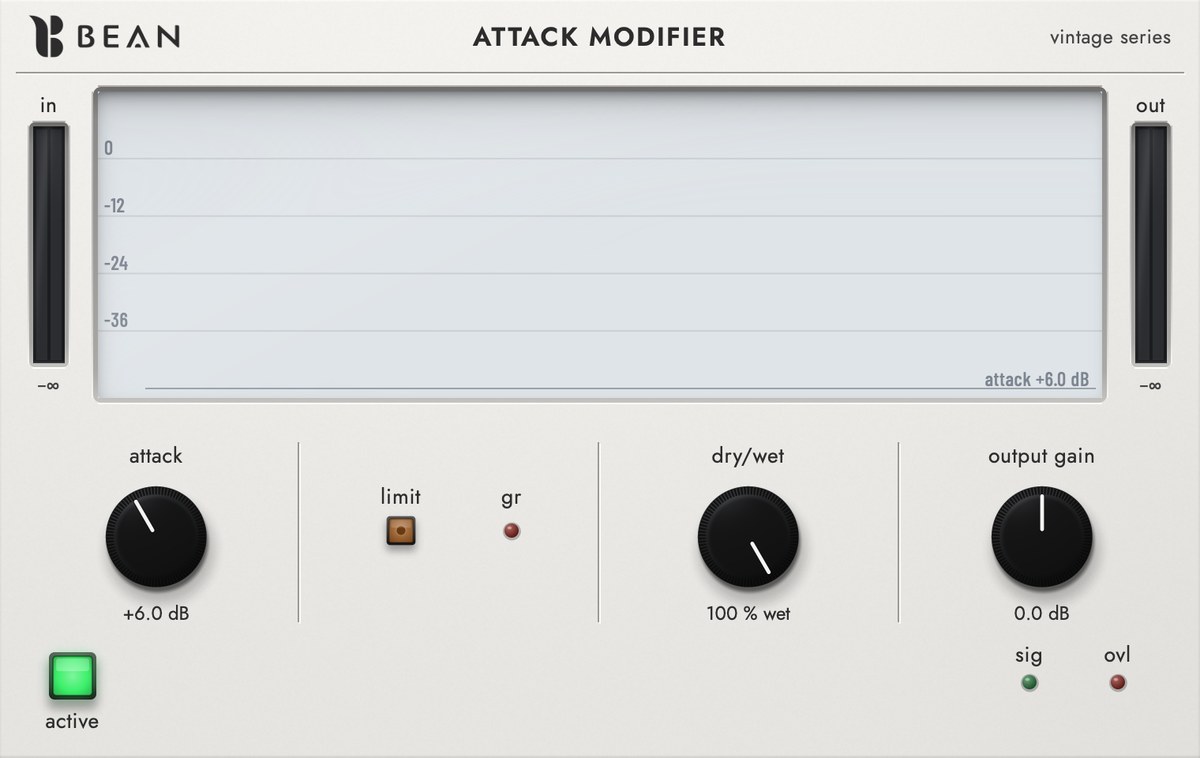 BEAN
ATTACK MODIFIER
vintage series
in
out
0
-12
-24
-36
attack +6.0 dB
-∞
-∞
attack
limit
gr
dry/wet
output gain
+6.0 dB
100 % wet
0.0 dB
sig
ovl
active